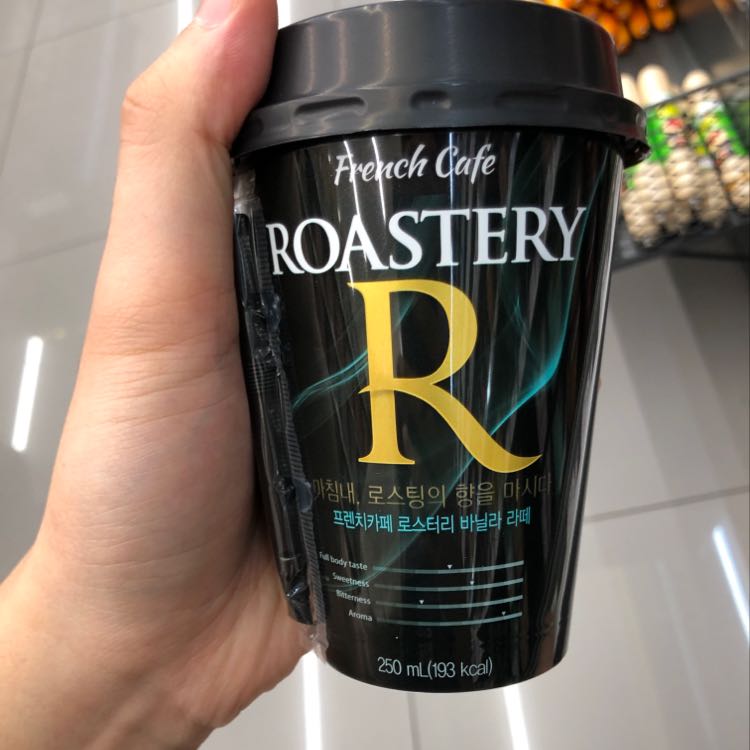 French Cafe
ROASTERY
R
마침내, 로스팅의 향을 마시다
프렌치카페 로스터리 바닐라 라떼
Full body taste
Sweetness
Bitterness
Aroma
250 mL(193 kcal)